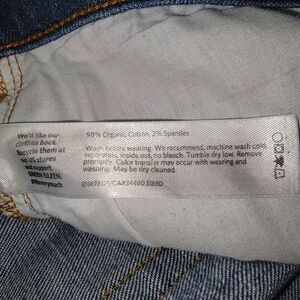 We'd like our
clothes back.
Recycle them at
our US stores
and support
GREEN EILEEN.
98% Organic Cotton, 2% Spandex
Wash before wearing. We recommend, machine wash cold,
separately, inside out, no bleach. Tumble dry low. Remove
promptly. Color transfer may occur with wearing and
washing. May be dry cleaned.